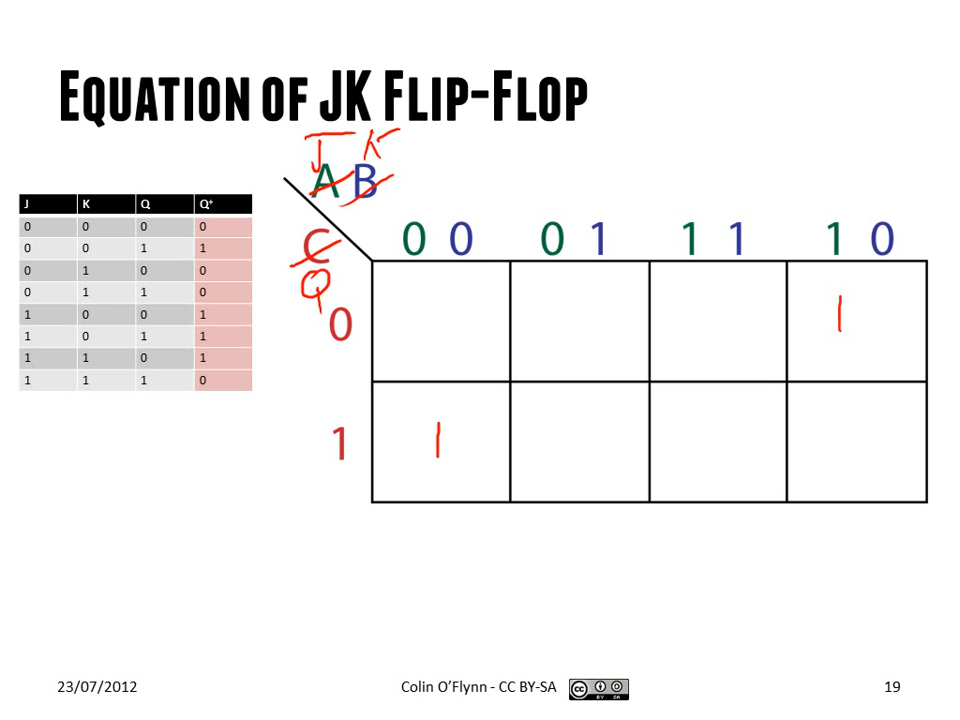 EQUATION OF JK FLIP-FLOP
J K
A B
C
Q
0 0 0 1 1 1 1 0
0 1
1 1
J K Q Q+
0 0 0 0
0 0 1 1
0 1 0 0
0 1 1 0
1 0 0 1
1 0 1 1
1 1 0 1
1 1 1 0
23/07/2012 Colin O'Flynn - CC BY-SA cc BY SA 19